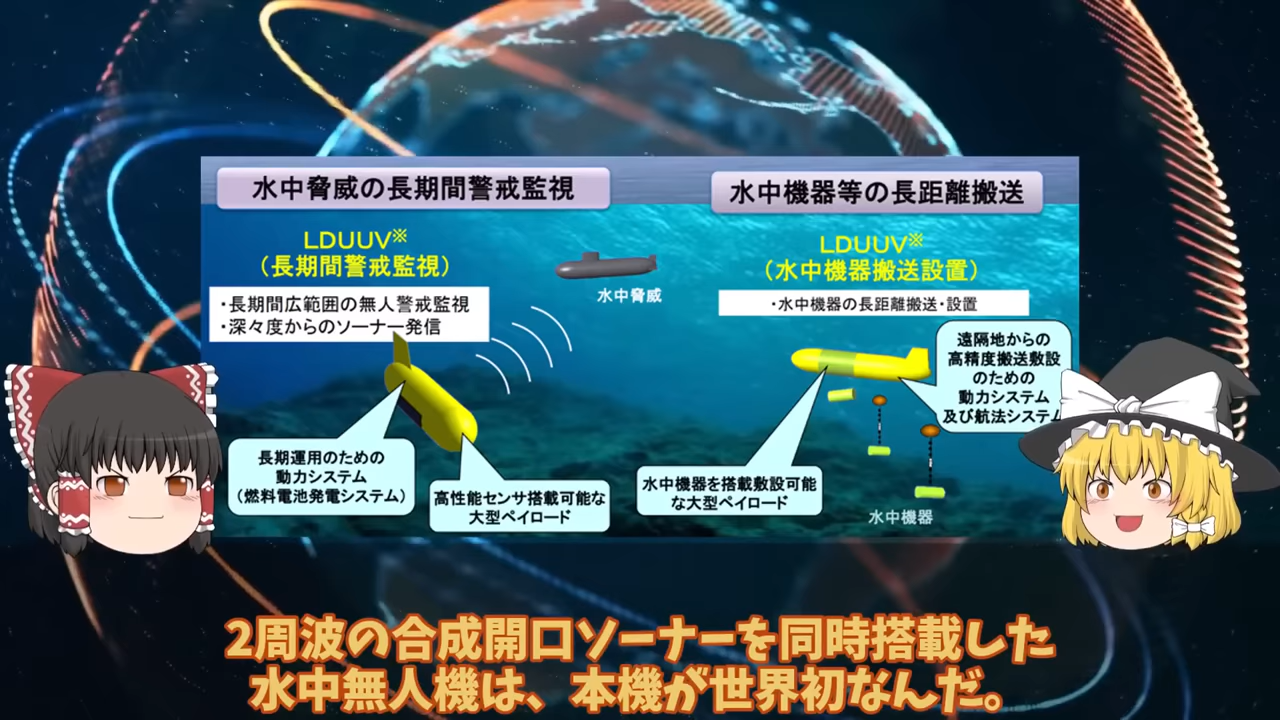 水中脅威の長期間警戒監視
水中機器等の長距離搬送
LDUUV※
（長期間警戒監視）
・長期間広範囲の無人警戒監視
・深々度からのソーナー発信
水中脅威
LDUUV※
（水中機器搬送設置）
・水中機器の長距離搬送・設置
遠隔地からの
高精度搬送敷設
のための
動力システム
及び航法システム
長期運用のための
動力システム
（燃料電池発電システム）
高性能センサ搭載可能な
大型ペイロード
水中機器を搭載敷設可能
な大型ペイロード
水中機器
2周波の合成開口ソーナーを同時搭載した
水中無人機は、本機が世界初なんだ。